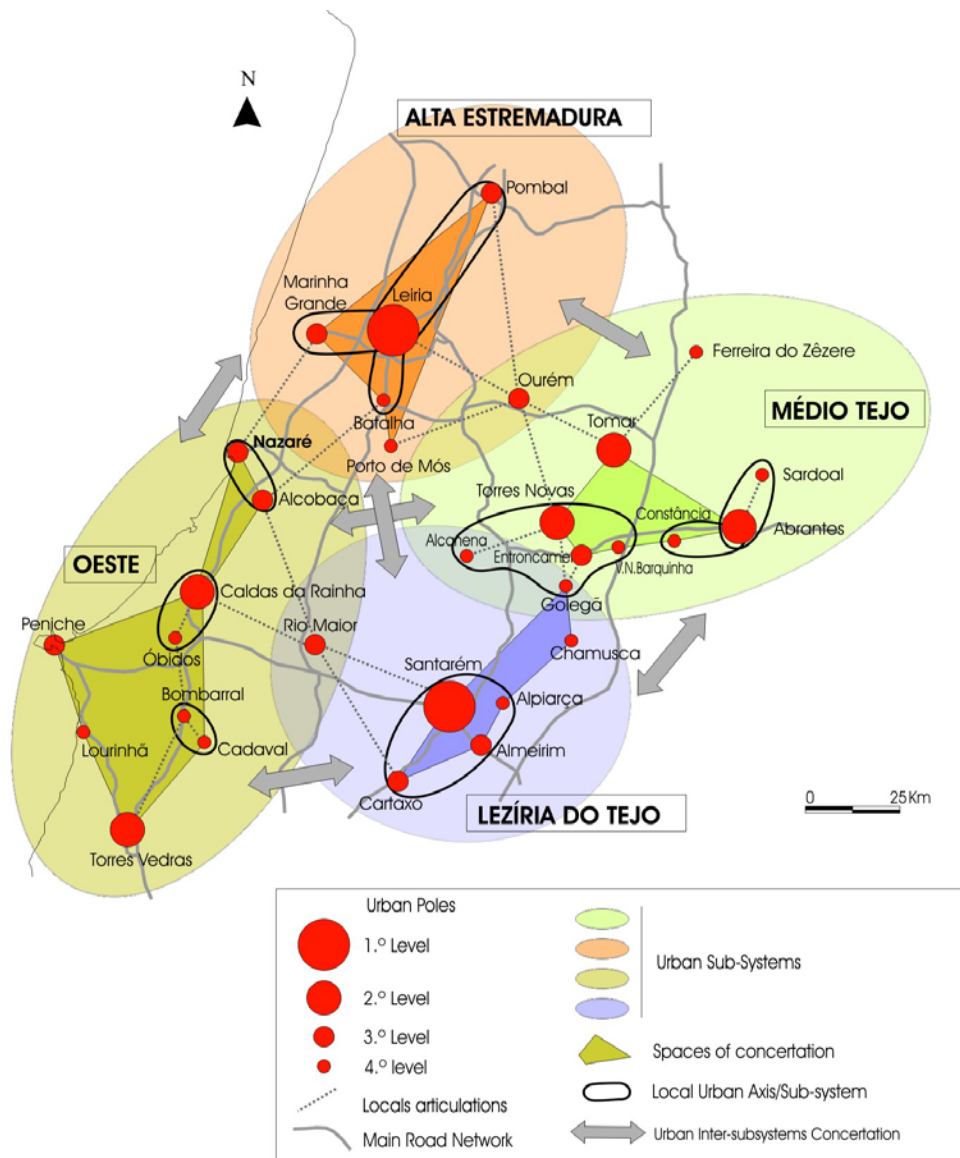 N
ALTA ESTREMADURA
Pombal
Marinha
Grande
Leiria
Ferreira do Zêzere
Ourém
MÉDIO TEJO
Batalha
Tomar
Nazaré
Porto de Mós
Sardoal
Alcobaça
Torres Novas
Constância
Abrantes
Alcanena
Entroncamel
V.N.Barquinha
OESTE
Caldas da Rainha
Golegã
Peniche
Rio Maior
Chamusca
Óbidos
Santarém
Bombarral
Alpiarça
Lourinhã
Cadaval
Almeirim
Cartaxo
LEZÍRIA DO TEJO
0 25Km
Torres Vedras
Urban Poles
1.º Level
2.º Level
3.º Level
4.º level
Locals articulations
Main Road Network
Urban Sub-Systems
Spaces of concertation
Local Urban Axis/Sub-system
Urban Inter-subsystems Concertation